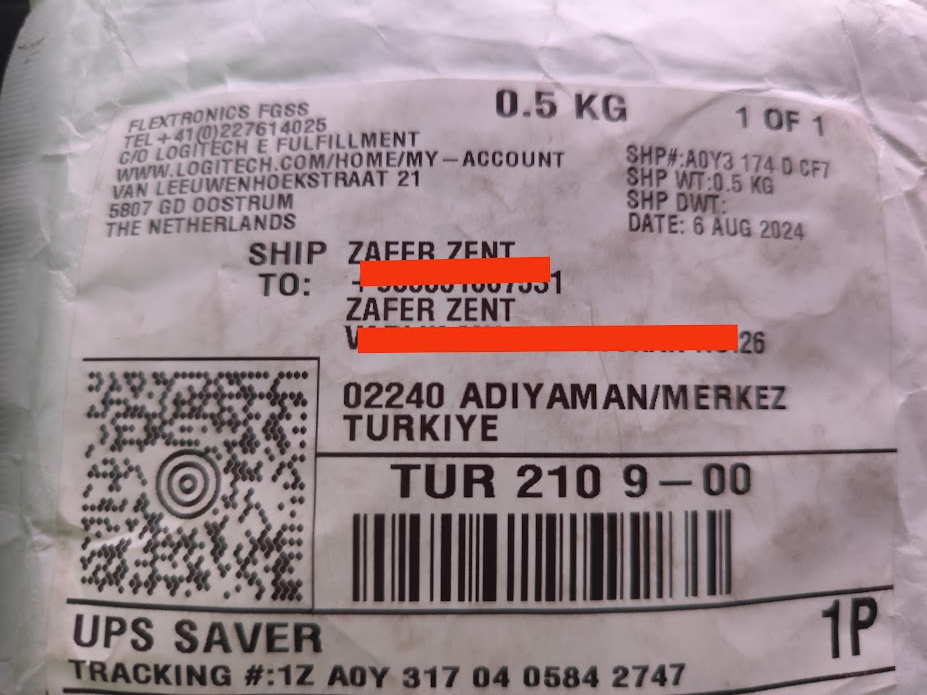 FLEXTRONICS FGSS
TEL+41(0)227614025
C/O LOGITECH E FULFILLMENT
WWW.LOGITECH.COM/HOME/MY-ACCOUNT
VAN LEEUWENHOEKSTRAAT 21
5807 GD OOSTRUM
THE NETHERLANDS
0.5 KG
1 OF 1
SHP#:A0Y3 174 D CF7
SHP WT:0.5 KG
SHP DWT:
DATE: 6 AUG 2024
SHIP TO:
ZAFER ZENT
ZAFER ZENT
26
02240 ADIYAMAN/MERKEZ
TURKIYE
TUR 210 9-00
UPS SAVER
1P
TRACKING #:1Z A0Y 317 04 0584 2747